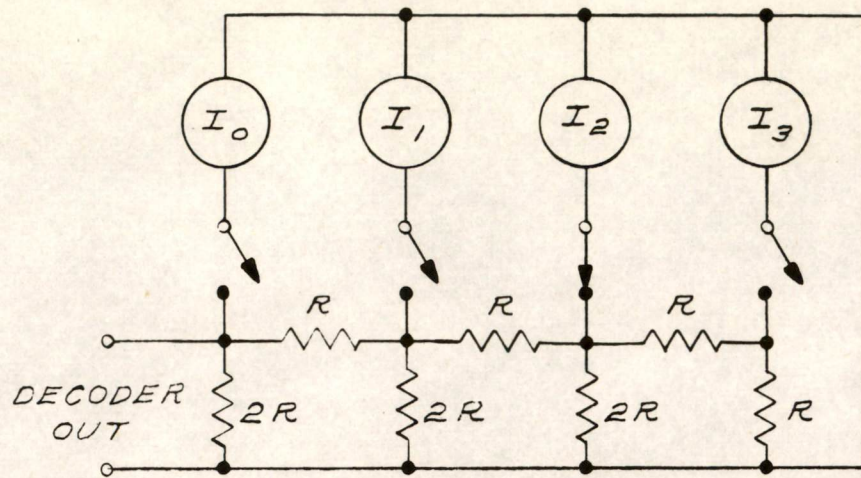 I0 I1 I2 I3
R R R
DECODER
OUT
2R 2R 2R R